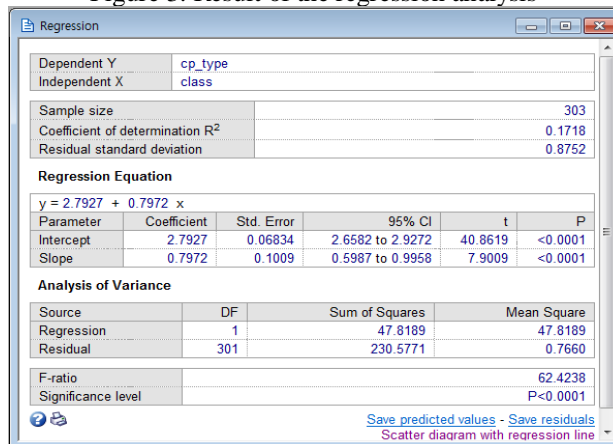 Figure 3. Result of the regression analysis
Regression
Dependent Y cp_type
Independent X class
Sample size 303
Coefficient of determination R² 0.1718
Residual standard deviation 0.8752
Regression Equation
y = 2.7927 + 0.7972 x
Parameter Coefficient Std. Error 95% CI t P
Intercept 2.7927 0.06834 2.6582 to 2.9272 40.8619 <0.0001
Slope 0.7972 0.1009 0.5987 to 0.9958 7.9009 <0.0001
Analysis of Variance
Source DF Sum of Squares Mean Square
Regression 1 47.8189 47.8189
Residual 301 230.5771 0.7660
F-ratio 62.4238
Significance level P<0.0001
Save predicted values - Save residuals
Scatter diagram with regression line